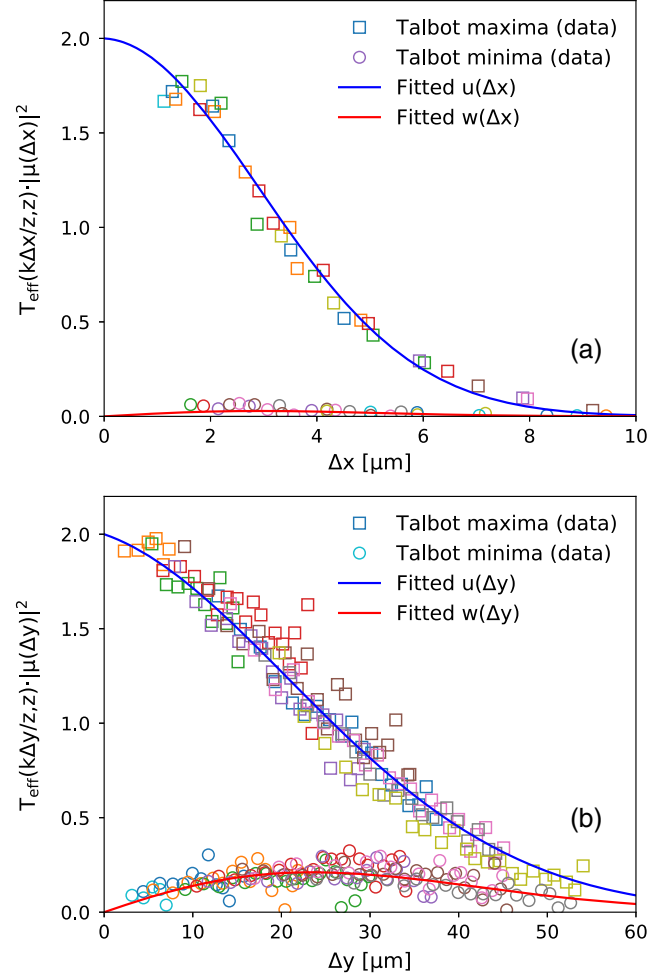 2.0
1.5
1.0
0.5
0.0
T_eff(kΔx/z,z)·|μ(Δx)|²
Talbot maxima (data)
Talbot minima (data)
Fitted u(Δx)
Fitted w(Δx)
(a)
0 2 4 6 8 10
Δx [μm]
2.0
1.5
1.0
0.5
0.0
T_eff(kΔy/z,z)·|μ(Δy)|²
Talbot maxima (data)
Talbot minima (data)
Fitted u(Δy)
Fitted w(Δy)
(b)
0 10 20 30 40 50 60
Δy [μm]